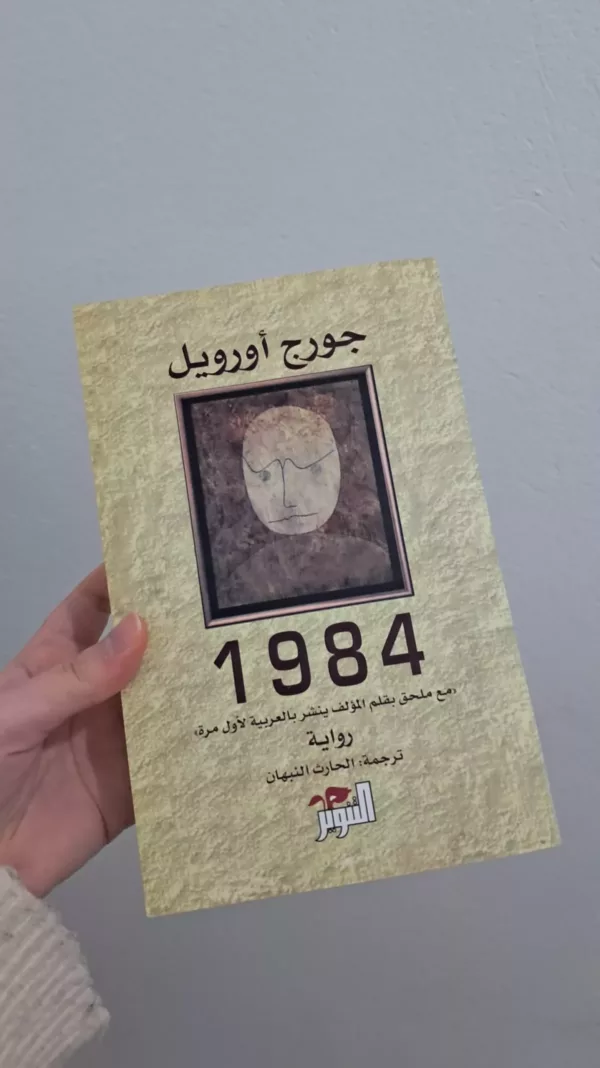 جورج أورويل
1984
«مع ملحق بقلم المؤلف ينشر بالعربية لأول مرة»
رواية
ترجمة: الحارث النبهان
التنوير